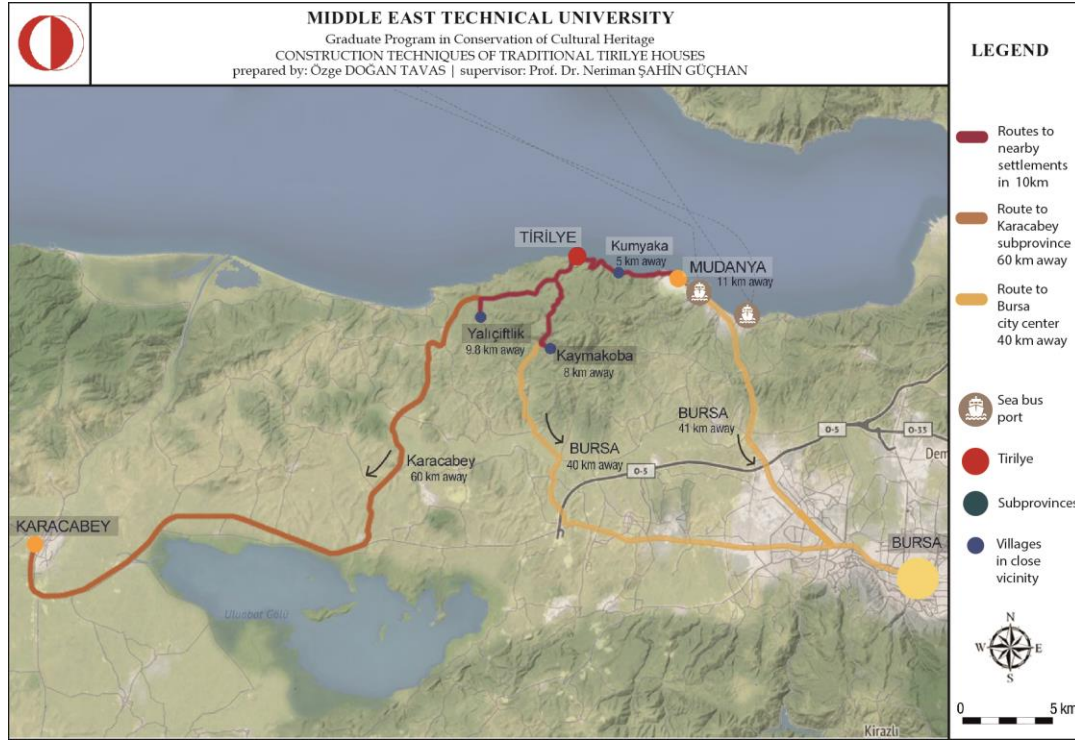 MIDDLE EAST TECHNICAL UNIVERSITY
Graduate Program in Conservation of Cultural Heritage
CONSTRUCTION TECHNIQUES OF TRADITIONAL TIRILYE HOUSES
prepared by: Özge DOĞAN TAVAS | supervisor: Prof. Dr. Neriman ŞAHİN GÜÇHAN
TİRİLYE
Kumyaka
5 km away
MUDANYA
11 km away
Yalıçiftlik
9.8 km away
Kaymakoba
8 km away
BURSA
41 km away
BURSA
40 km away
Karacabey
60 km away
O-5
O-33
Dem
O-5
KARACABEY
BURSA
Uluabat Gölü
Kirazlı
LEGEND
Routes to
nearby
settlements
in 10km
Route to
Karacabey
subprovince
60 km away
Route to
Bursa
city center
40 km away
Sea bus
port
Tirilye
Subprovinces
Villages
in close
vicinity
N
W
E
S
0
5 km